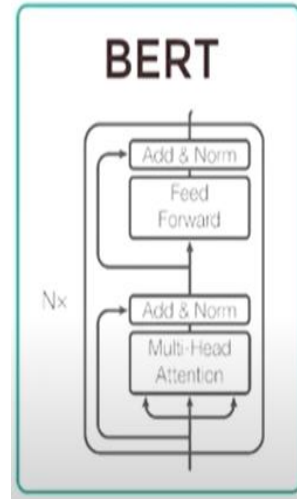 BERT
Add & Norm
Feed
Forward
Nx
Add & Norm
Multi-Head
Attention